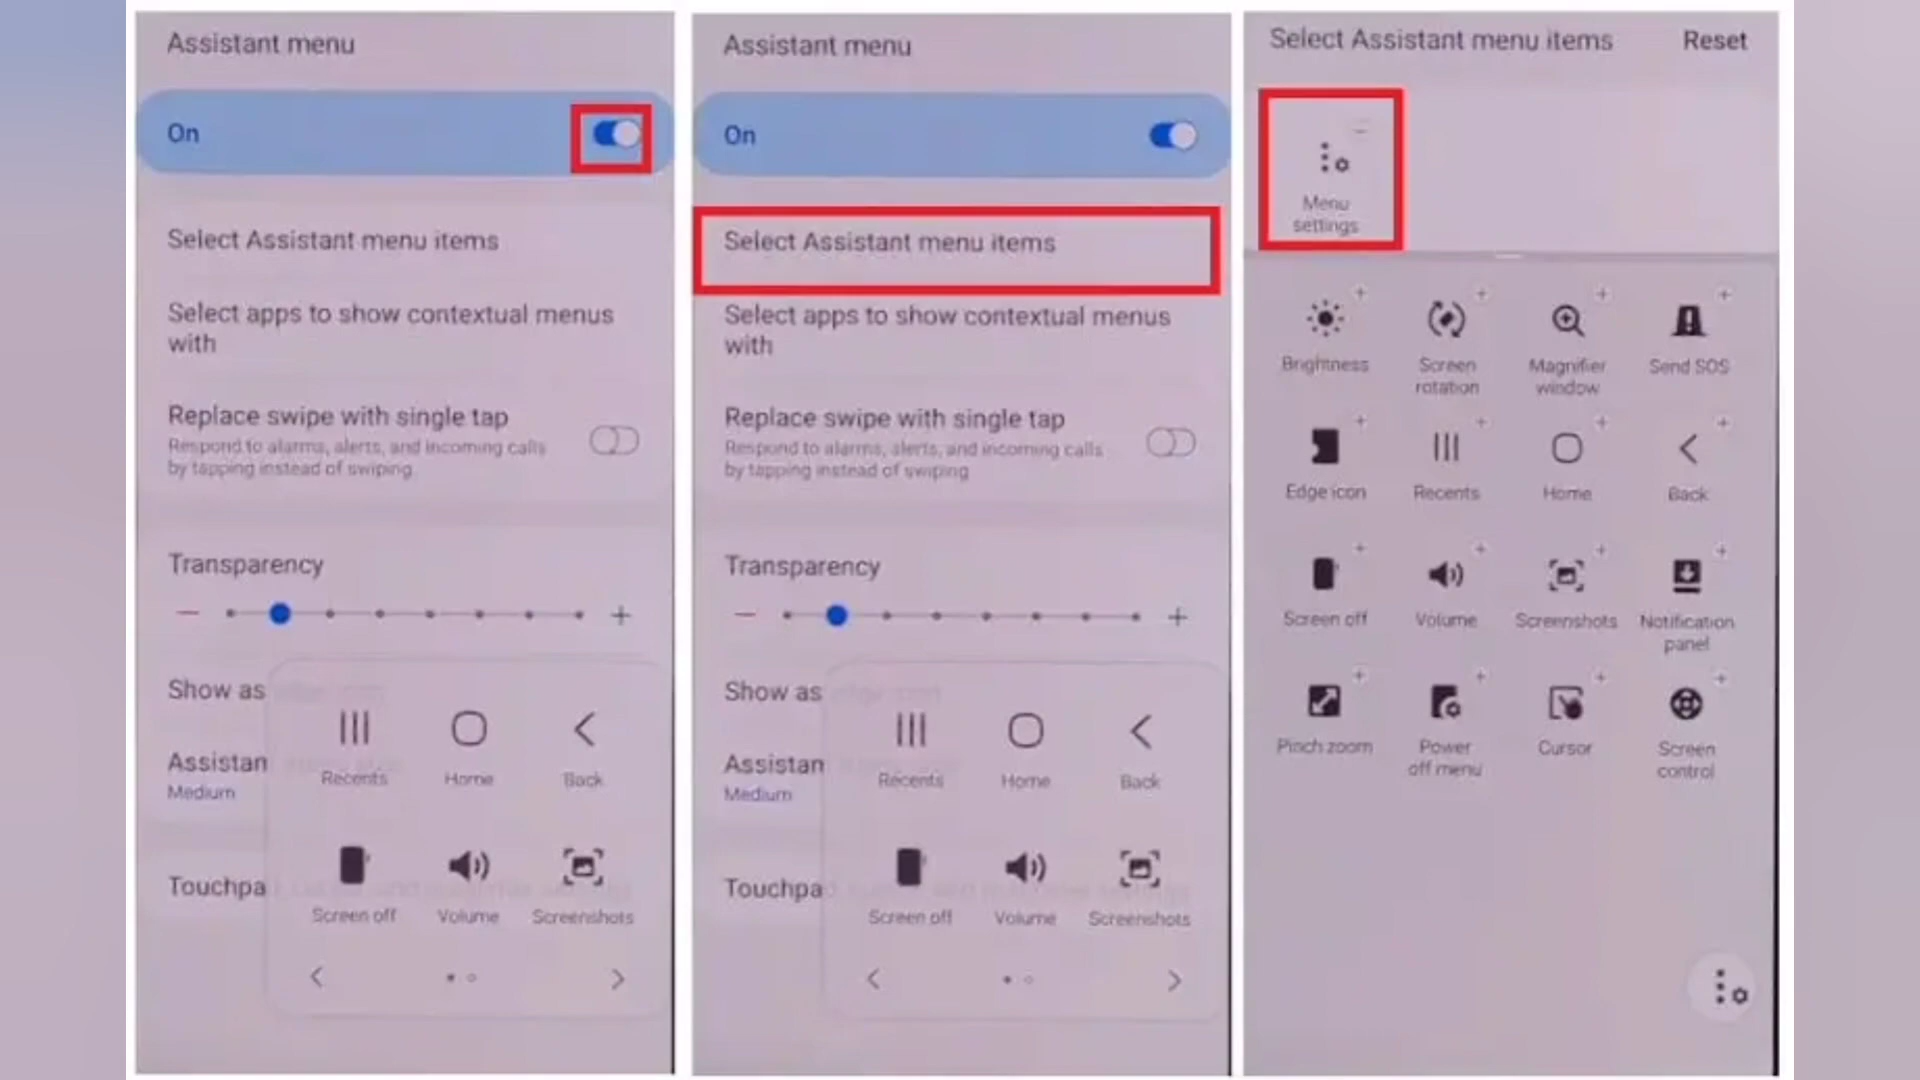 Assistant menu
On
Select Assistant menu items
Select apps to show contextual menus
with
Replace swipe with single tap
Respond to alarms, alerts, and incoming calls
by tapping instead of swiping
Transparency
Show as
Assistan
Medium
Touchpa
Recents
Home
Back
Screen off
Volume
Screenshots
Assistant menu
On
Select Assistant menu items
Select apps to show contextual menus
with
Replace swipe with single tap
Respond to alarms, alerts, and incoming calls
by tapping instead of swiping
Transparency
Show as
Assistan
Medium
Touchpa
Recents
Home
Back
Screen off
Volume
Screenshots
Select Assistant menu items
Reset
Menu
settings
Brightness
Screen
rotation
Magnifier
window
Send SOS
Edge icon
Recents
Home
Back
Screen off
Volume
Screenshots
Notification
panel
Pinch zoom
Power
off menu
Cursor
Screen
control